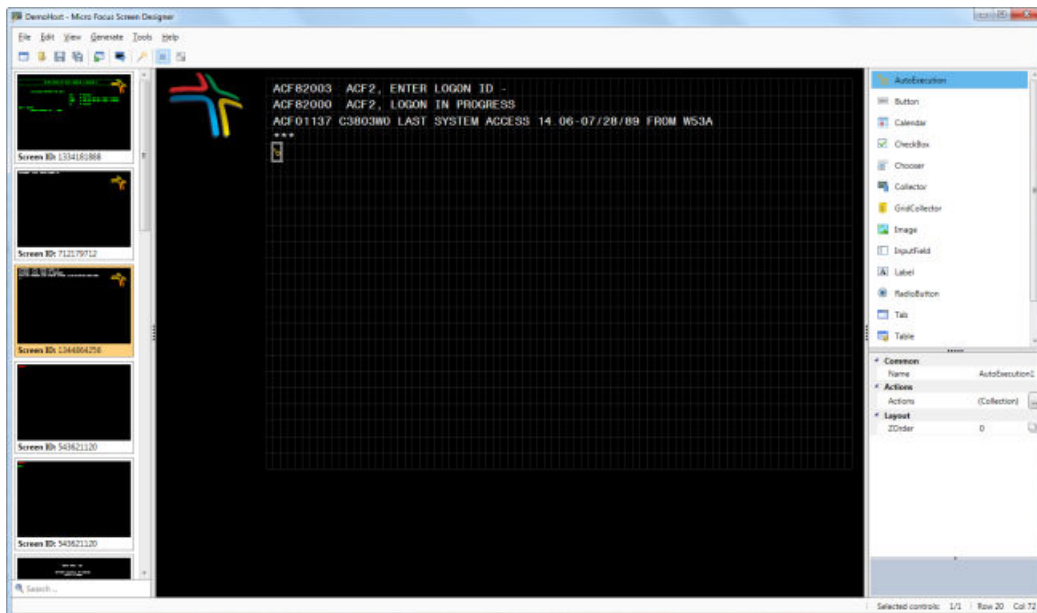 DemoHost - Micro Focus Screen Designer
File Edit View Generate Tools Help
Screen ID: 1334181888
Screen ID: 712179712
Screen ID: 1344864258
Screen ID: 543621120
Screen ID: 543621120
Search ...
ACF82003 ACF2, ENTER LOGON ID -
ACF82000 ACF2, LOGON IN PROGRESS
ACF01137 C3803W0 LAST SYSTEM ACCESS 14.06-07/28/89 FROM W53A
***
AutoExecution
Button
Calendar
CheckBox
Chooser
Collector
GridCollector
Image
InputField
A Label
RadioButton
Tab
Table
Common
Name AutoExecution1
Actions
Actions (Collection) ...
Layout
ZOrder 0
Selected controls: 1/1 Row 20 Col 72